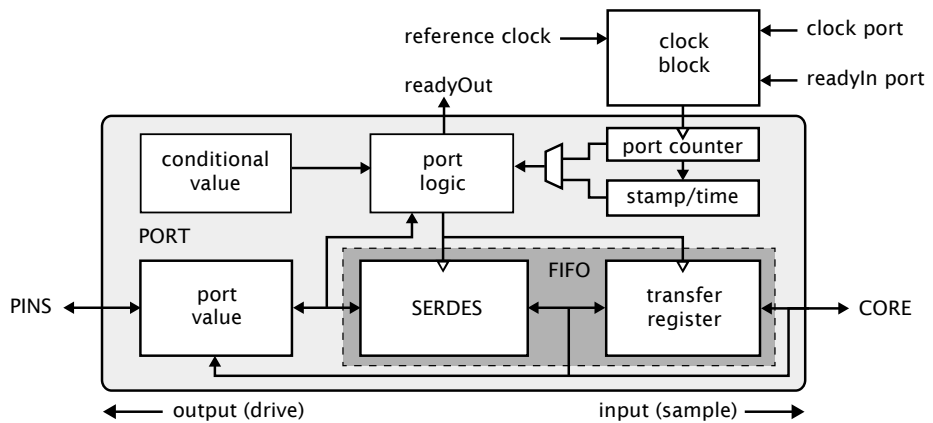 reference clock
clock
block
clock port
readyIn port
readyOut
conditional
value
port
logic
port counter
stamp/time
PORT
FIFO
PINS
port
value
SERDES
transfer
register
CORE
output (drive)
input (sample)